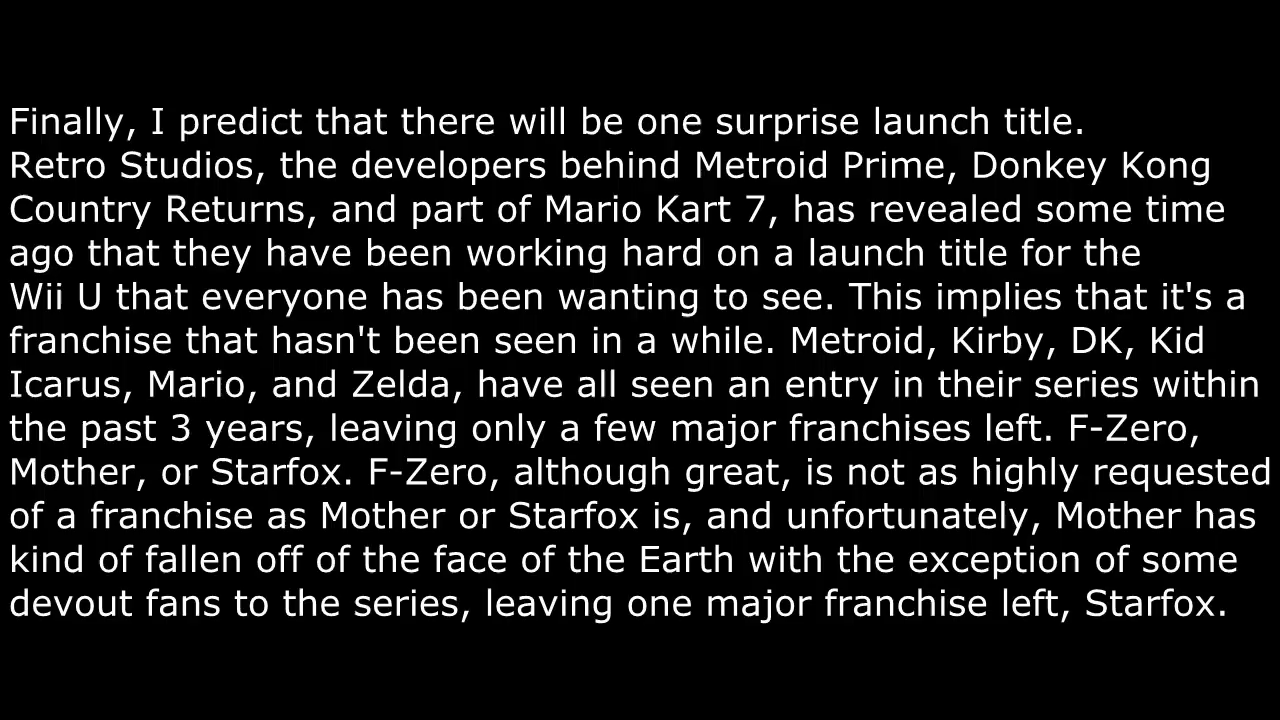 Finally, I predict that there will be one surprise launch title.
Retro Studios, the developers behind Metroid Prime, Donkey Kong
Country Returns, and part of Mario Kart 7, has revealed some time
ago that they have been working hard on a launch title for the
Wii U that everyone has been wanting to see. This implies that it's a
franchise that hasn't been seen in a while. Metroid, Kirby, DK, Kid
Icarus, Mario, and Zelda, have all seen an entry in their series within
the past 3 years, leaving only a few major franchises left. F-Zero,
Mother, or Starfox. F-Zero, although great, is not as highly requested
of a franchise as Mother or Starfox is, and unfortunately, Mother has
kind of fallen off of the face of the Earth with the exception of some
devout fans to the series, leaving one major franchise left, Starfox.